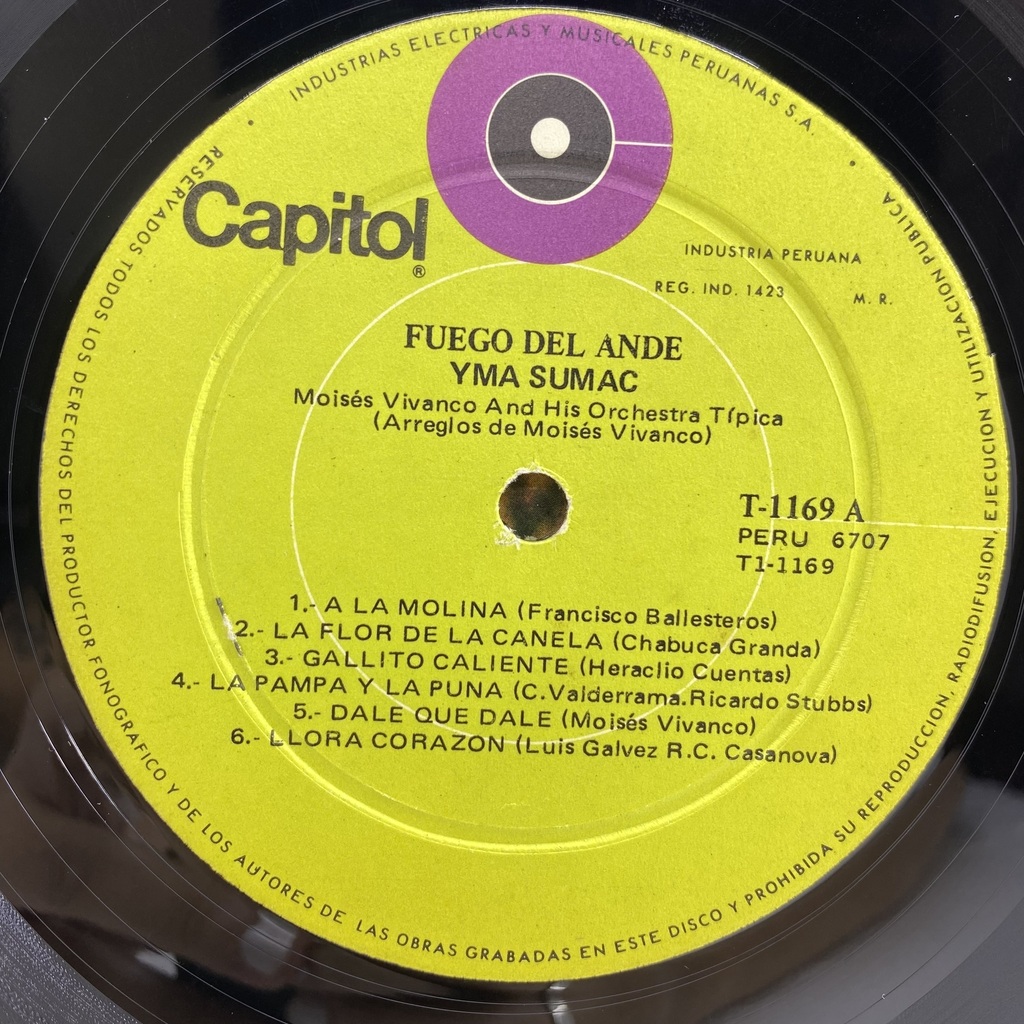 INDUSTRIAS ELECTRICAS Y MUSICALES PERUANAS S.A.
Capitol®
INDUSTRIA PERUANA
REG. IND. 1423 M. R.
FUEGO DEL ANDE
YMA SUMAC
Moisés Vivanco And His Orchestra Típica
(Arreglos de Moisés Vivanco)
T-1169 A
PERU 6707
T1-1169
1.- A LA MOLINA (Francisco Ballesteros)
2.- LA FLOR DE LA CANELA (Chabuca Granda)
3.- GALLITO CALIENTE (Heraclio Cuentas)
4.- LA PAMPA Y LA PUNA (C.Valderrama.Ricardo Stubbs)
5.- DALE QUE DALE (Moisés Vivanco)
6.- LLORA CORAZON (Luis Galvez R.C. Casanova)
RESERVADOS TODOS LOS DERECHOS DEL PRODUCTOR FONOGRAFICO Y DE LOS AUTORES DE LAS OBRAS GRABADAS EN ESTE DISCO Y PROHIBIDA SU REPRODUCCION, RADIODIFUSION, EJECUCION Y UTILIZACION PUBLICA